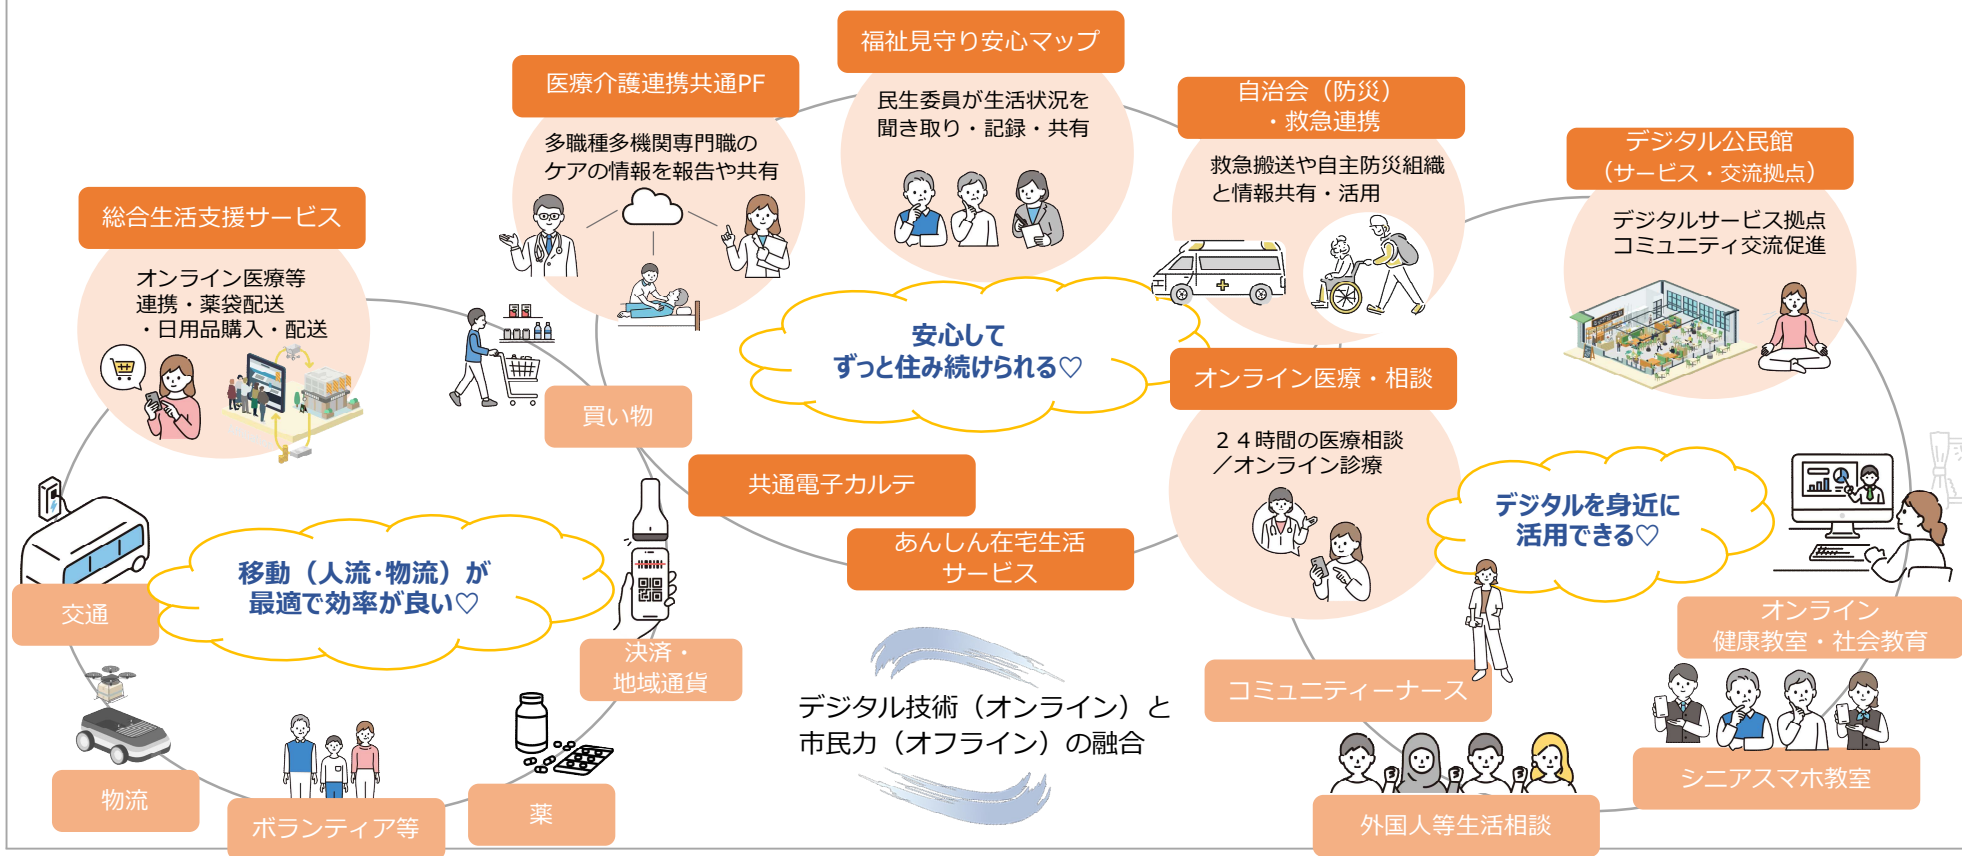 福祉見守り安心マップ
民生委員が生活状況を
聞き取り・記録・共有
医療介護連携共通PF
多職種多機関専門職の
ケアの情報を報告や共有
自治会（防災）
・救急連携
救急搬送や自主防災組織
と情報共有・活用
デジタル公民館
（サービス・交流拠点）
デジタルサービス拠点
コミュニティ交流促進
総合生活支援サービス
オンライン医療等
連携・薬袋配送
・日用品購入・配送
安心して
ずっと住み続けられる♡
買い物
オンライン医療・相談
２４時間の医療相談
／オンライン診療
共通電子カルテ
あんしん在宅生活
サービス
デジタルを身近に
活用できる♡
移動（人流・物流）が
最適で効率が良い♡
交通
決済・
地域通貨
オンライン
健康教室・社会教育
コミュニティーナース
デジタル技術（オンライン）と
市民力（オフライン）の融合
シニアスマホ教室
物流
ボランティア等
薬
外国人等生活相談